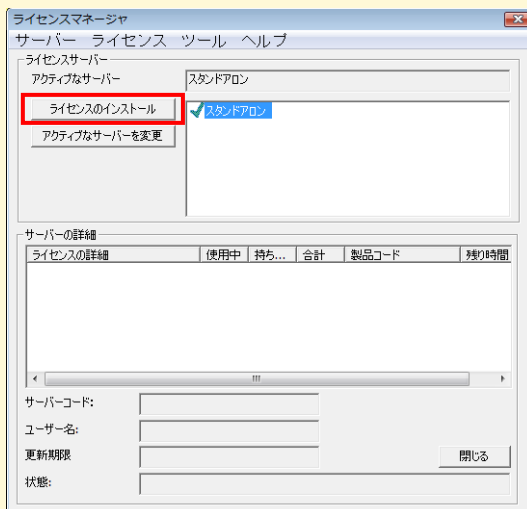 ライセンスマネージャ
サーバー ライセンス ツール ヘルプ
ライセンスサーバー
アクティブなサーバー スタンドアロン
ライセンスのインストール スタンドアロン
アクティブなサーバーを変更
サーバーの詳細
ライセンスの詳細 使用中 持ち... 合計 製品コード 残り時間
サーバーコード:
ユーザー名:
更新期限 閉じる
状態: